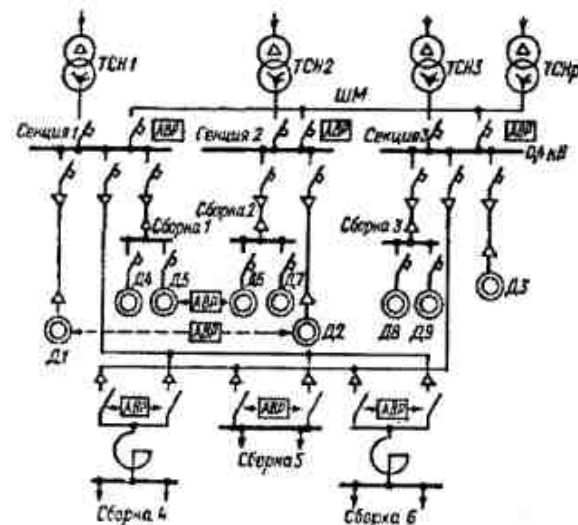 ТСН1
ТСН2
ТСН3
ТСНр
ШМ
Секция 1
АВР
Секция 2
АВР
Секция 3
АВР
0,4 кВ
Сборка 1
Сборка 2
Сборка 3
Д4
Д5
АВР
Д6
Д7
Д8
Д9
Д3
Д1
АВР
Д2
АВР
АВР
АВР
Сборка 4
Сборка 5
Сборка 6